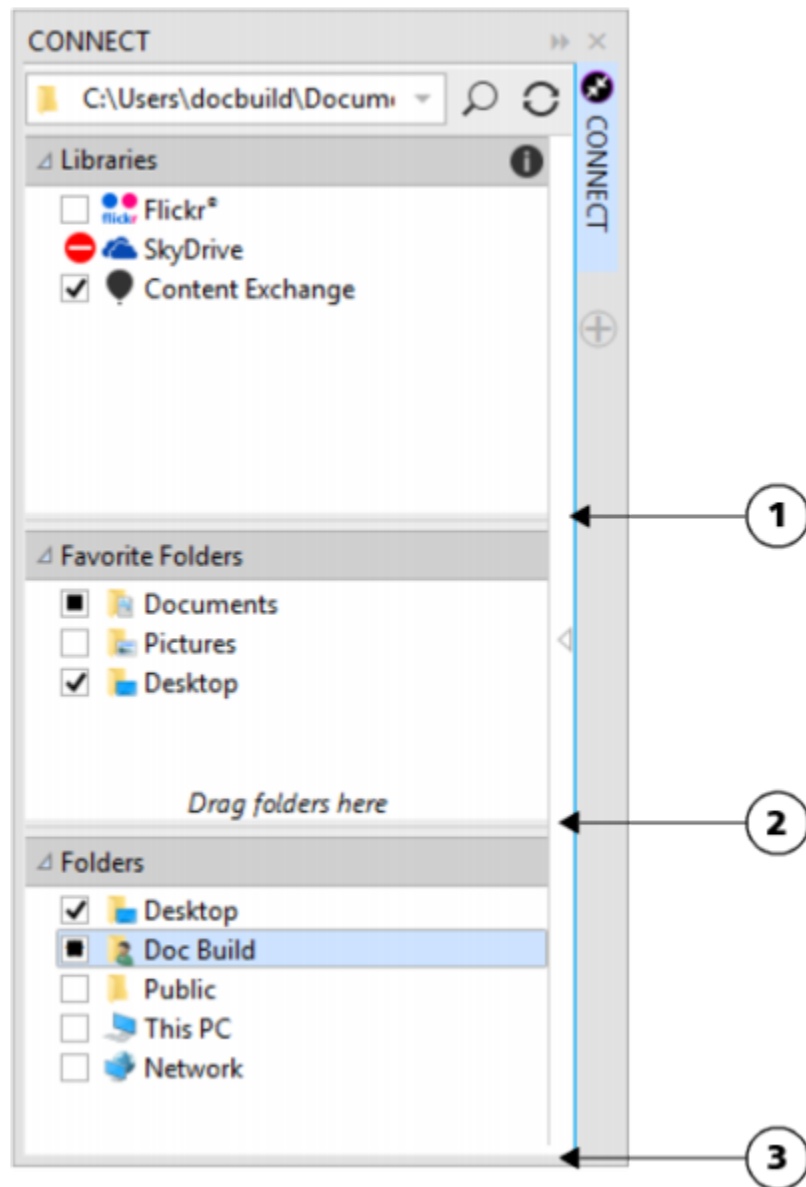 CONNECT
C:\Users\docbuild\Docum
CONNECT
Libraries
flickr Flickr®
SkyDrive
Content Exchange
1
Favorite Folders
Documents
Pictures
Desktop
Drag folders here
2
Folders
Desktop
Doc Build
Public
This PC
Network
3